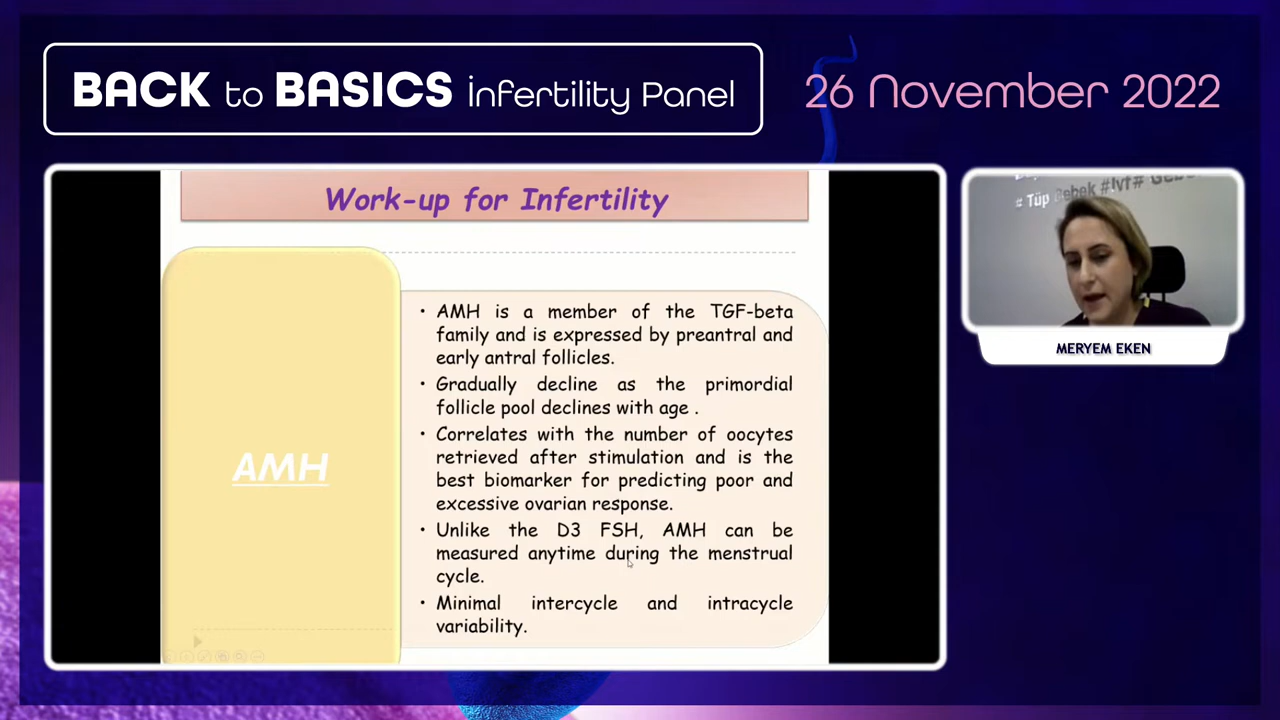 BACK to BASICS infertility Panel
26 November 2022
Work-up for Infertility
AMH
• AMH is a member of the TGF-beta
family and is expressed by preantral and
early antral follicles.
• Gradually decline as the primordial
follicle pool declines with age .
• Correlates with the number of oocytes
retrieved after stimulation and is the
best biomarker for predicting poor and
excessive ovarian response.
• Unlike the D3 FSH, AMH can be
measured anytime during the menstrual
cycle.
• Minimal intercycle and intracycle
variability.
# Tüp Bebek #Ivf#
MERYEM EKEN